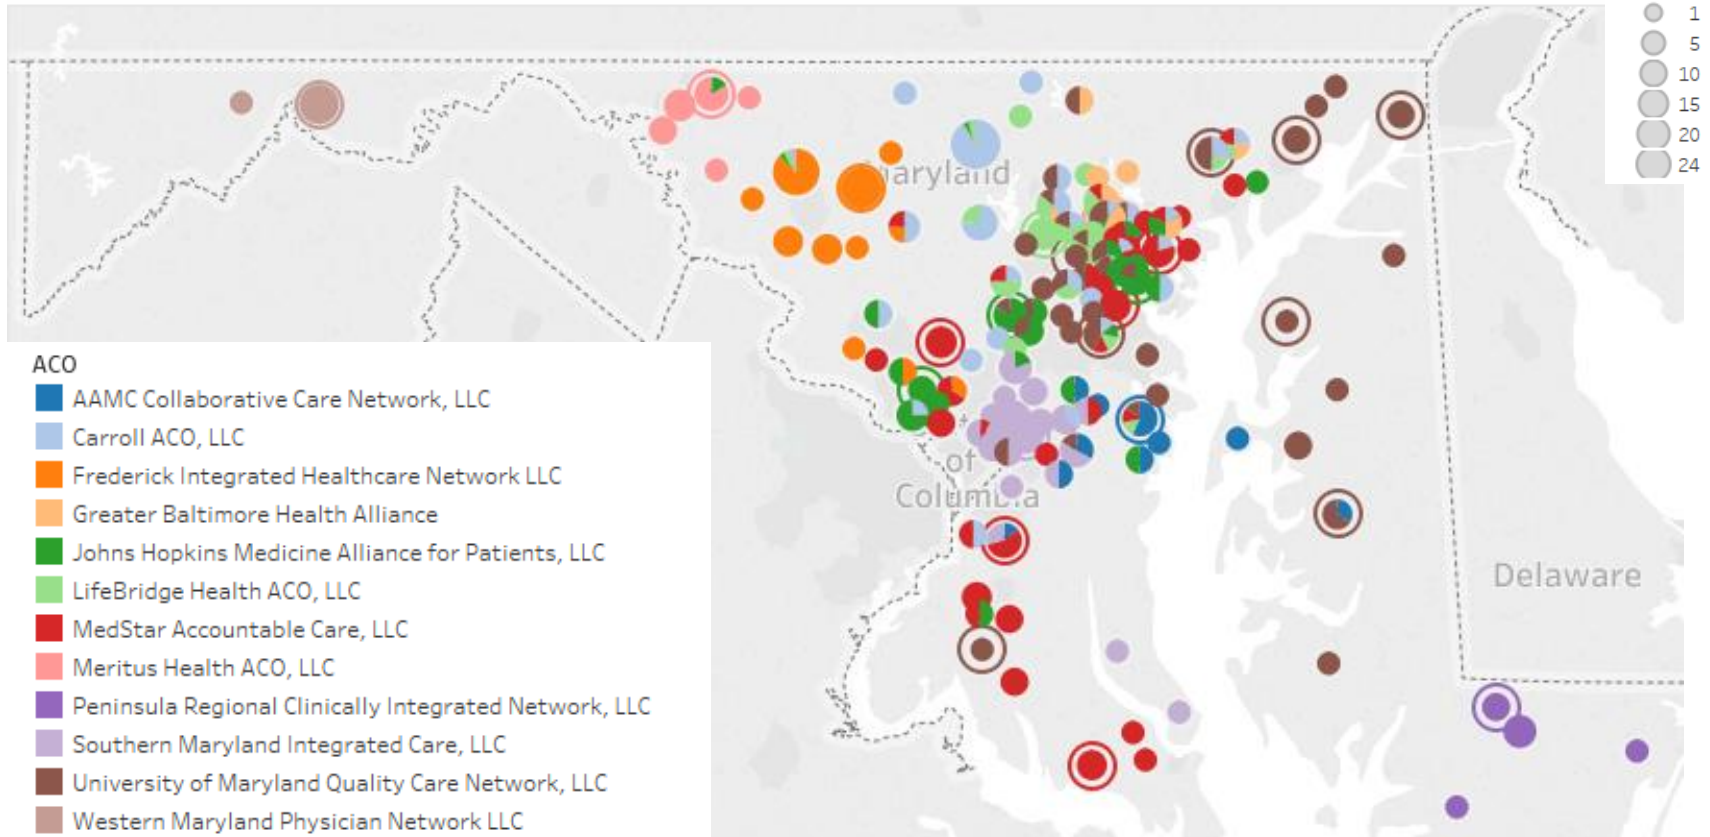 1
5
10
15
20
24
aryland
ACO
AAMC Collaborative Care Network, LLC
Carroll ACO, LLC
Frederick Integrated Healthcare Network LLC
Greater Baltimore Health Alliance
Johns Hopkins Medicine Alliance for Patients, LLC
LifeBridge Health ACO, LLC
MedStar Accountable Care, LLC
Meritus Health ACO, LLC
Peninsula Regional Clinically Integrated Network, LLC
Southern Maryland Integrated Care, LLC
University of Maryland Quality Care Network, LLC
Western Maryland Physician Network LLC
of
Columbia
Delaware